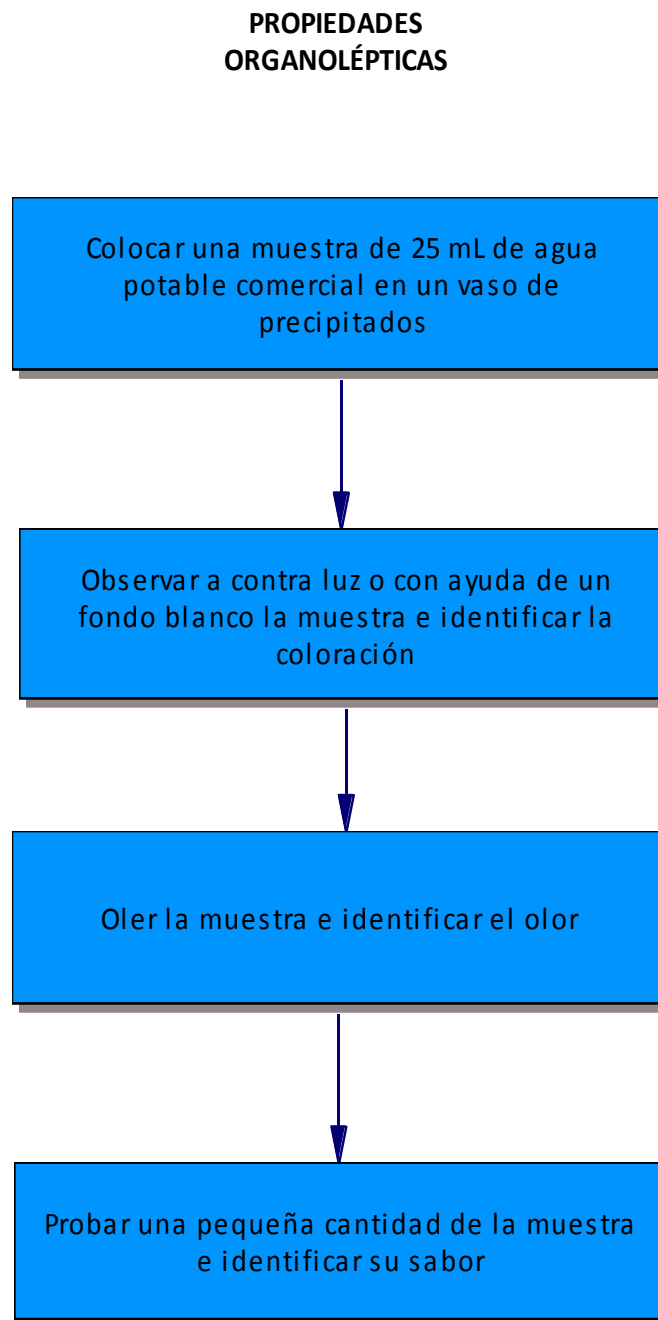 PROPIEDADES
ORGANOLÉPTICAS
Colocar una muestra de 25 mL de agua
potable comercial en un vaso de
precipitados
Observar a contra luz o con ayuda de un
fondo blanco la muestra e identificar la
coloración
Oler la muestra e identificar el olor
Probar una pequeña cantidad de la muestra
e identificar su sabor